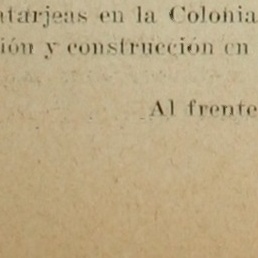 atarjeas en la Colonia
ión y construcción en
Al frente